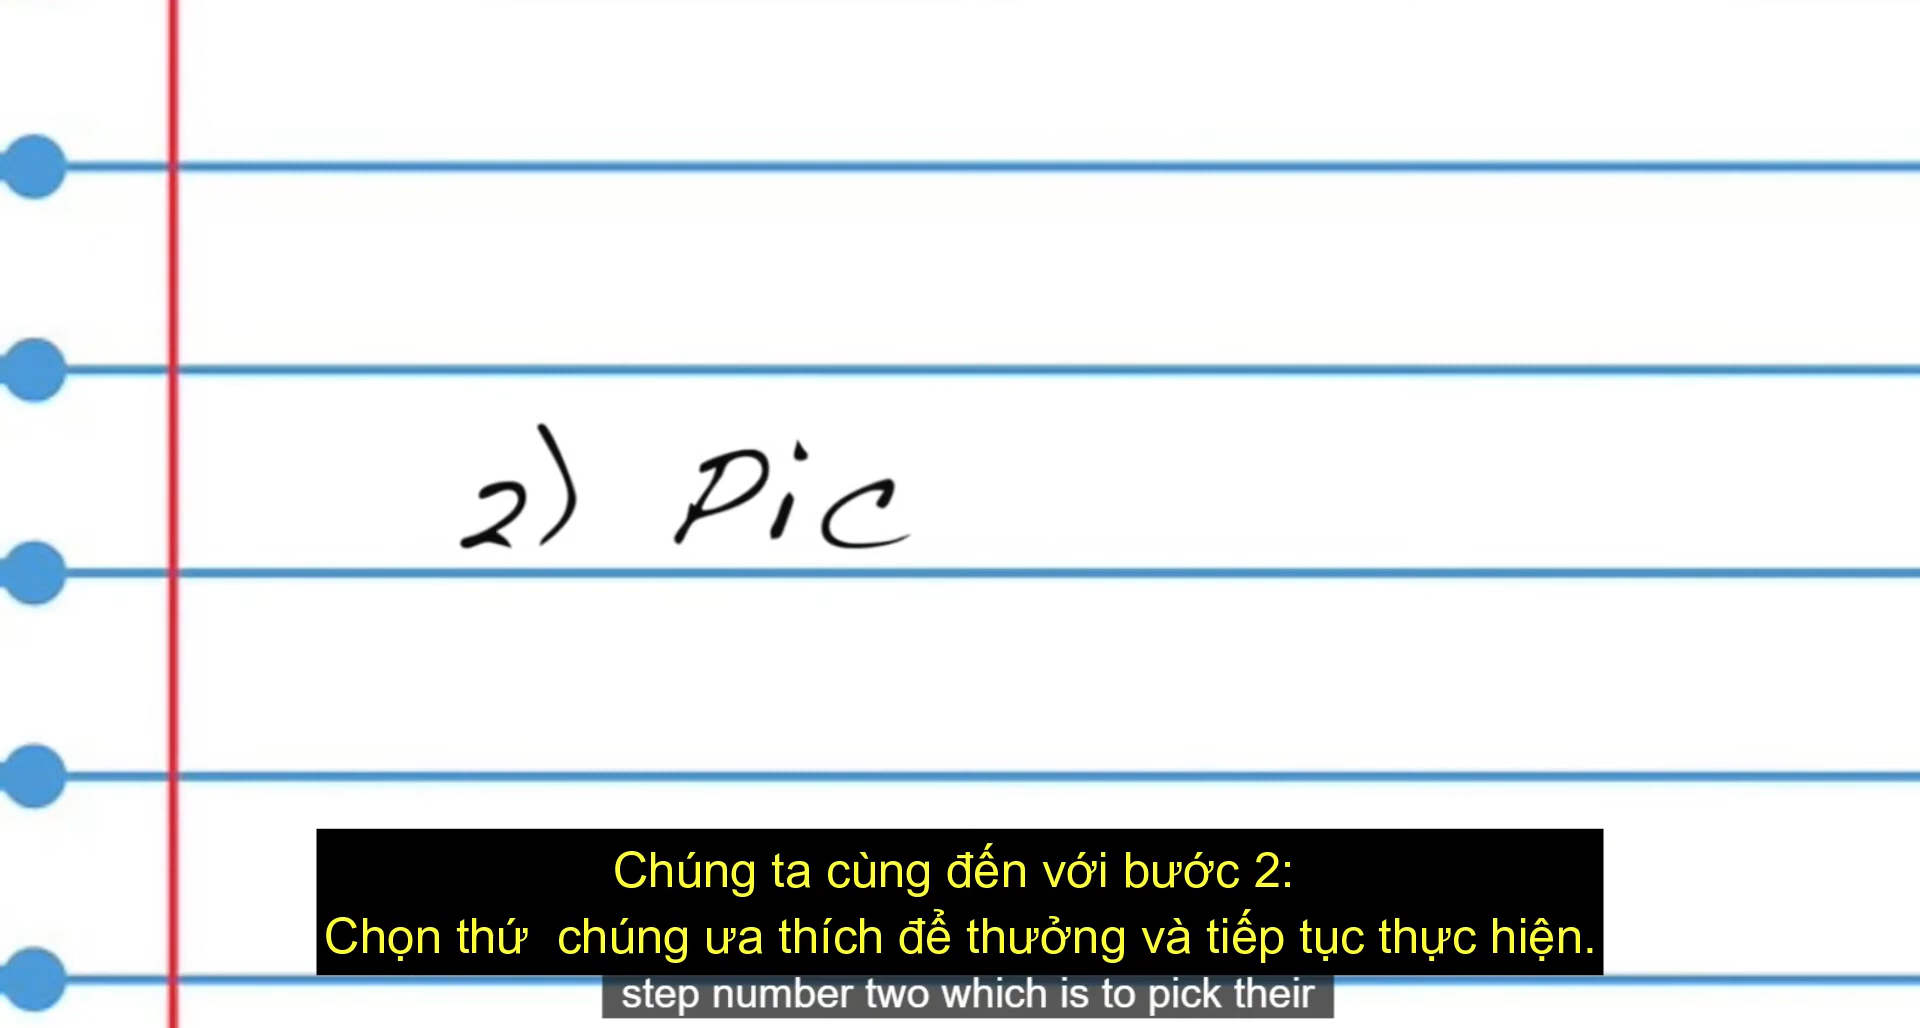 2) Pic
Chúng ta cùng đến với bước 2:
Chọn thứ  chúng ưa thích để thưởng và tiếp tục thực hiện.
step number two which is to pick their